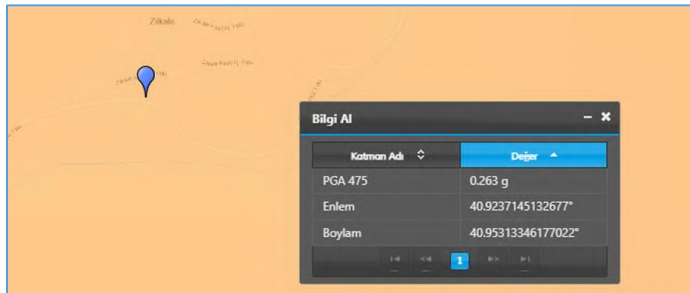 Zilkale
Bilgi Al
Katman Adı Değer
PGA 475 0.263 g
Enlem 40.9237145132677°
Boylam 40.95313346177022°
1